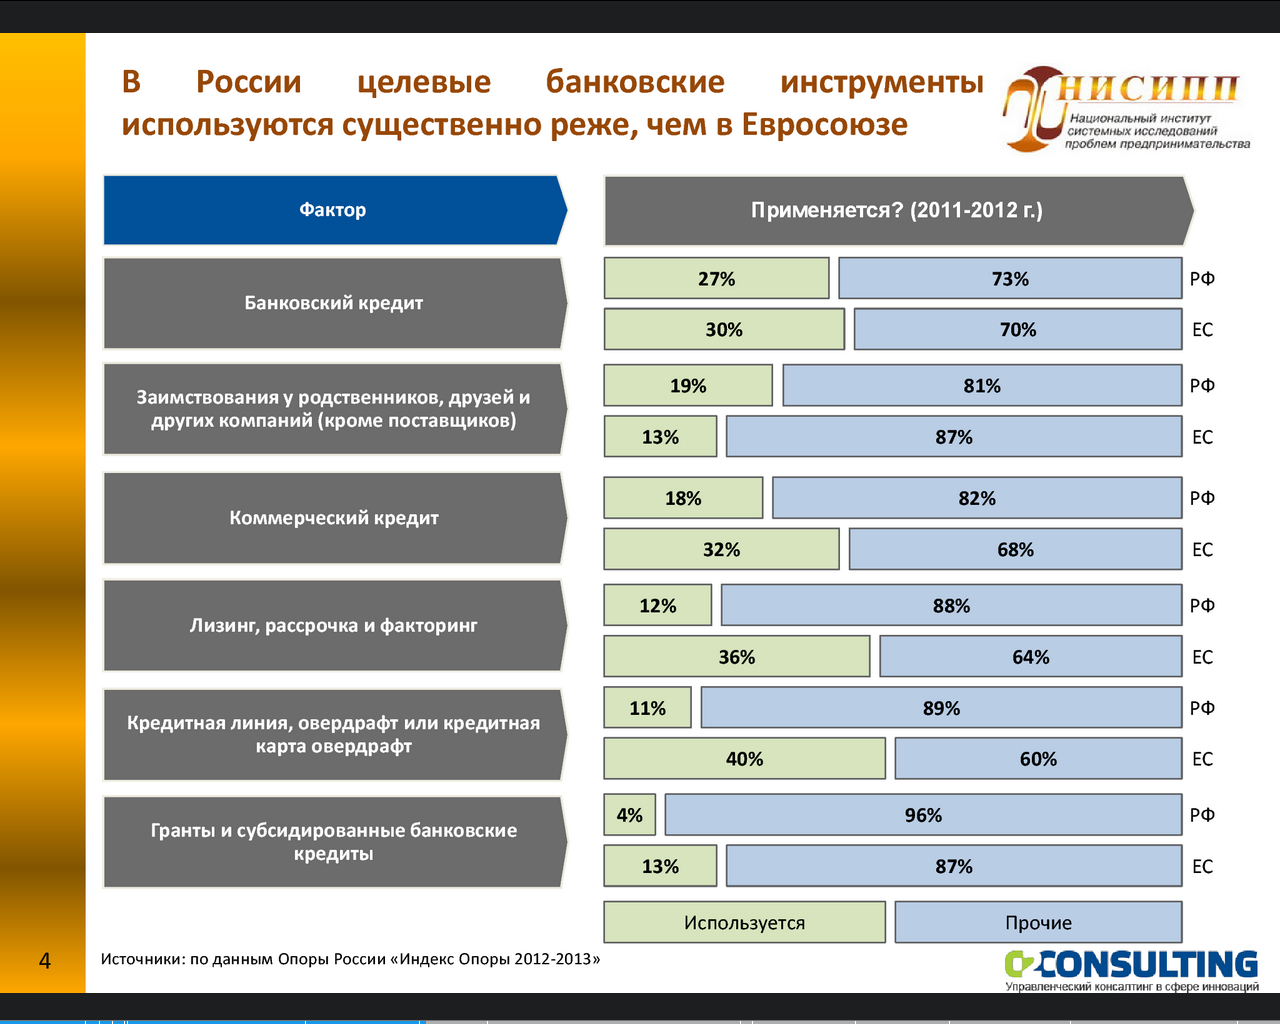 В России целевые банковские инструменты
используются существенно реже, чем в Евросоюзе
НИСИПП
Национальный институт
системных исследований
проблем предпринимательства
Фактор
Применяется? (2011-2012 г.)
Банковский кредит
27%
73%
РФ
30%
70%
ЕС
Заимствования у родственников, друзей и
других компаний (кроме поставщиков)
19%
81%
РФ
13%
87%
ЕС
Коммерческий кредит
18%
82%
РФ
32%
68%
ЕС
Лизинг, рассрочка и факторинг
12%
88%
РФ
36%
64%
ЕС
Кредитная линия, овердрафт или кредитная
карта овердрафт
11%
89%
РФ
40%
60%
ЕС
Гранты и субсидированные банковские
кредиты
4%
96%
РФ
13%
87%
ЕС
Используется
Прочие
4
Источники: по данным Опоры России «Индекс Опоры 2012-2013»
O2CONSULTING
Управленческий консалтинг в сфере инноваций